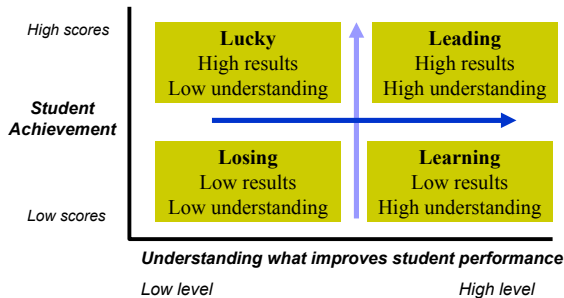 High scores
Lucky
High results
Low understanding
Leading
High results
High understanding
Student
Achievement
Losing
Low results
Low understanding
Learning
Low results
High understanding
Low scores
Understanding what improves student performance
Low level
High level